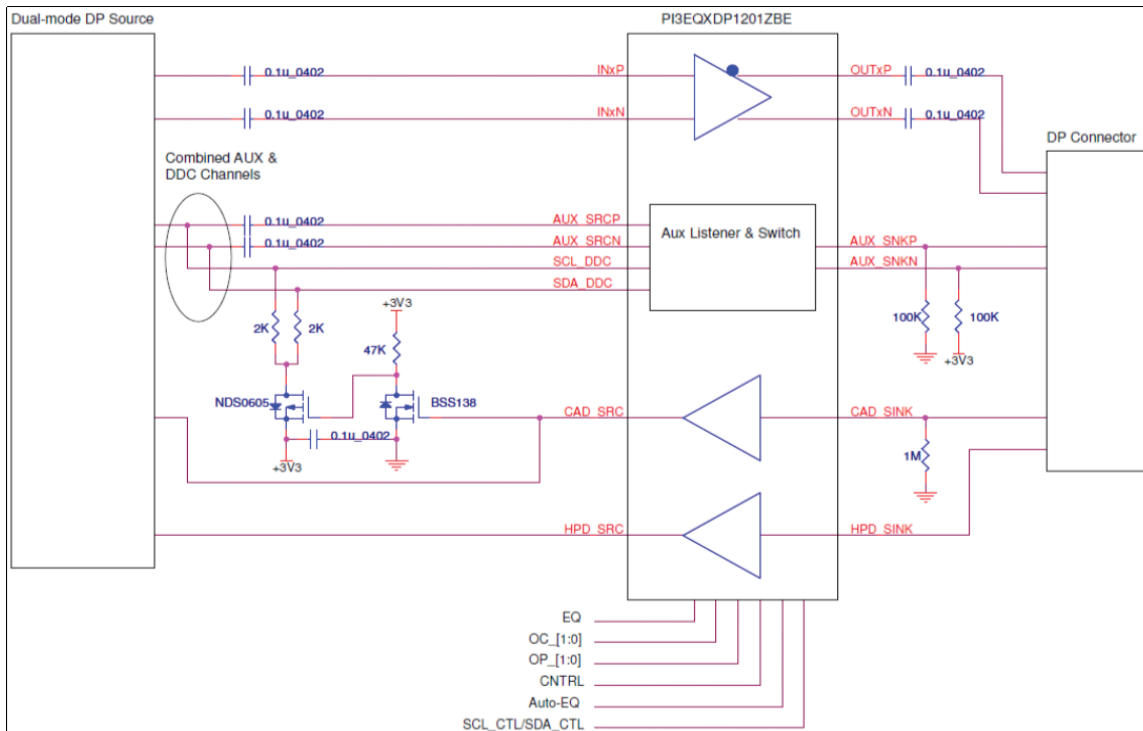 Dual-mode DP Source
PI3EQXDP1201ZBE
0.1u_0402
INxP
OUTxP
0.1u_0402
0.1u_0402
INxN
OUTxN
0.1u_0402
DP Connector
Combined AUX &
DDC Channels
0.1u_0402
AUX_SRCP
0.1u_0402
AUX_SRCN
Aux Listener & Switch
AUX_SNKP
SCL_DDC
AUX_SNKN
SDA_DDC
+3V3
2K
2K
47K
100K
100K
+3V3
NDS0605
BSS138
CAD_SRC
CAD_SINK
0.1u_0402
+3V3
1M
HPD_SRC
HPD_SINK
EQ
OC_[1:0]
OP_[1:0]
CNTRL
Auto-EQ
SCL_CTL/SDA_CTL